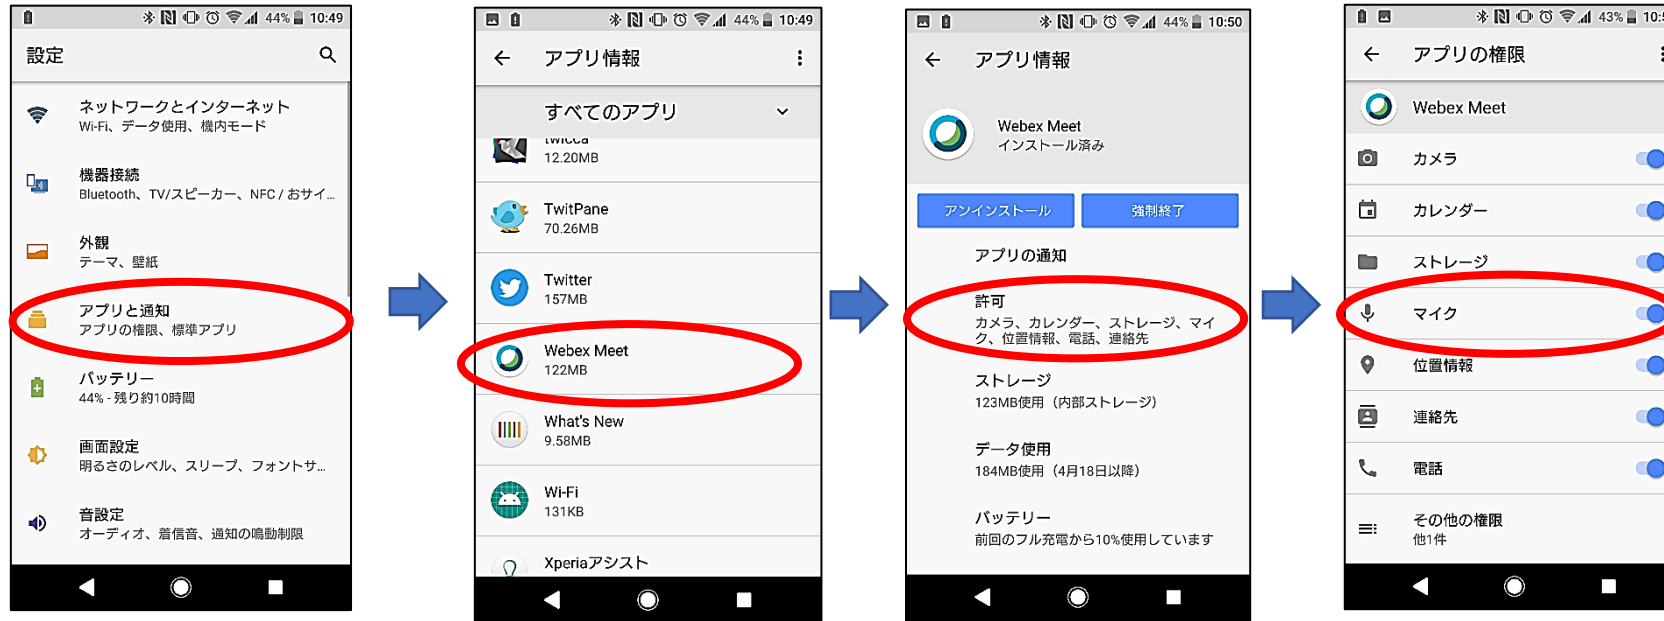 44% 10:49
設定
ネットワークとインターネット
Wi-Fi、データ使用、機内モード
機器接続
Bluetooth、TV/スピーカー、NFC / おサイ...
外観
テーマ、壁紙
アプリと通知
アプリの権限、標準アプリ
バッテリー
44% - 残り約10時間
画面設定
明るさのレベル、スリープ、フォントサ...
音設定
オーディオ、着信音、通知の鳴動制限
44% 10:49
アプリ情報
すべてのアプリ
twicca
12.20MB
TwitPane
70.26MB
Twitter
157MB
Webex Meet
122MB
What's New
9.58MB
Wi-Fi
131KB
Xperiaアシスト
44% 10:50
アプリ情報
Webex Meet
インストール済み
アンインストール
強制終了
アプリの通知
許可
カメラ、カレンダー、ストレージ、マイ
ク、位置情報、電話、連絡先
ストレージ
123MB使用（内部ストレージ）
データ使用
184MB使用（4月18日以降）
バッテリー
前回のフル充電から10%使用しています
43%
アプリの権限
Webex Meet
カメラ
カレンダー
ストレージ
マイク
位置情報
連絡先
電話
その他の権限
他1件